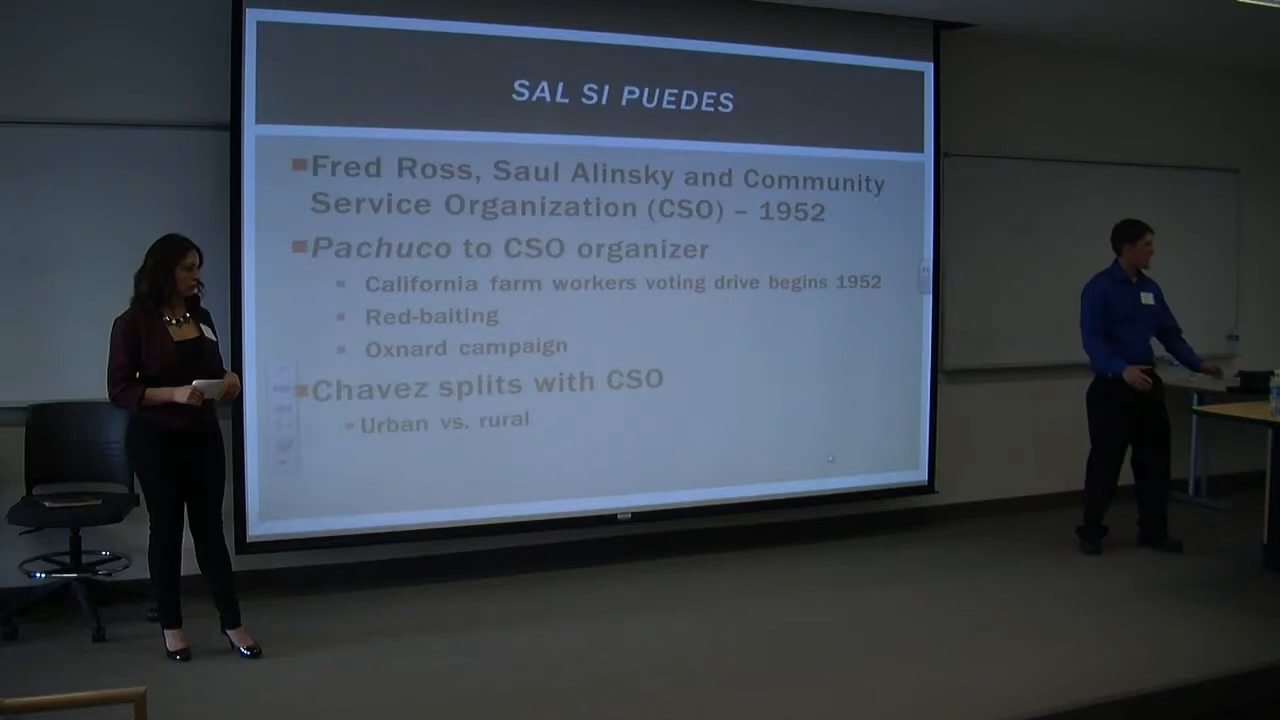 SAL SI PUEDES
Fred Ross, Saul Alinsky and Community
Service Organization (CSO) – 1952
Pachuco to CSO organizer
California farm workers voting drive begins 1952
Red-baiting
Oxnard campaign
Chavez splits with CSO
Urban vs. rural